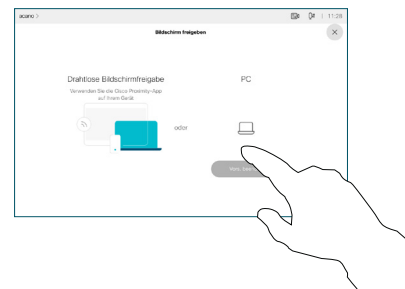 acano >
11:28
Bildschirm freigeben
Drahtlose Bildschirmfreigabe
Verwenden Sie die Cisco Proximity-App
auf Ihrem Gerät
oder
PC